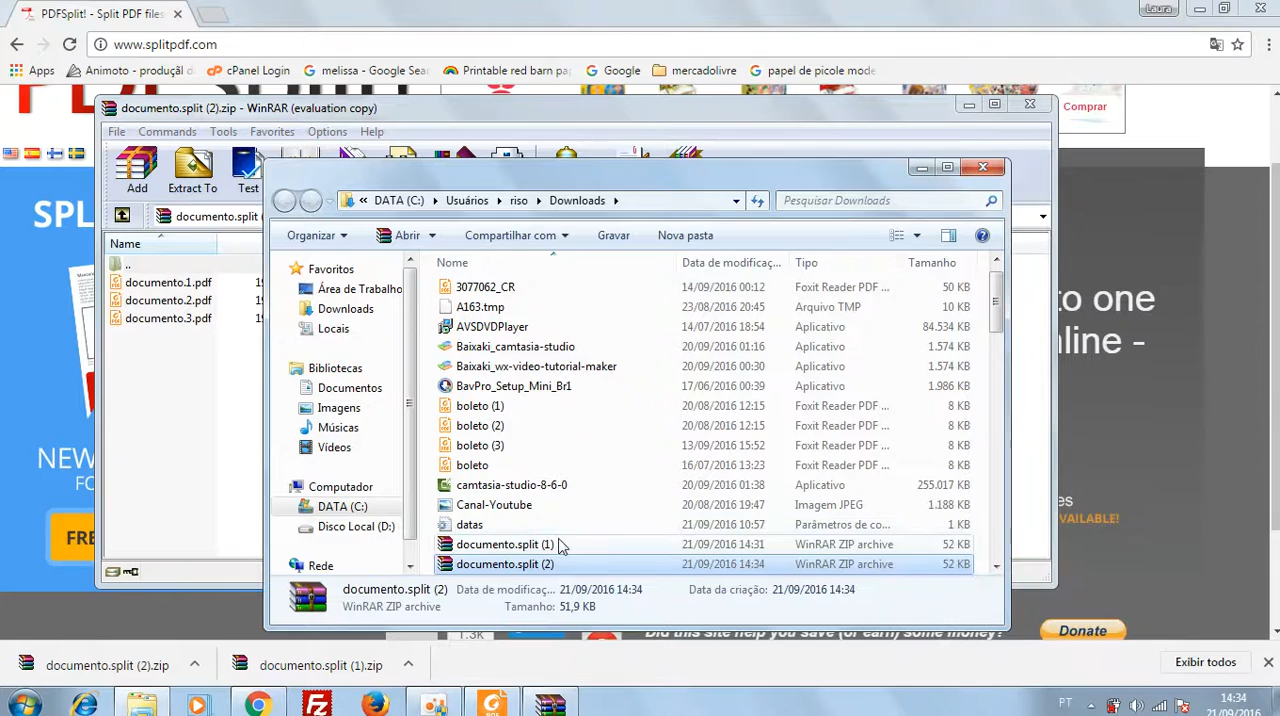 PDFSplit! - Split PDF files
Laura
www.splitpdf.com
Apps
Animoto - produçãl d
cPanel Login
melissa - Google Sea
Printable red barn pap
Google
mercadolivre
papel de picole mode
Comprar
documento.split (2).zip - WinRAR (evaluation copy)
File Commands Tools Favorites Options Help
Add Extract To Test
documento.split
Name
..
documento.1.pdf
documento.2.pdf
documento.3.pdf
DATA (C:) Usuários riso Downloads
Pesquisar Downloads
Organizar Abrir Compartilhar com Gravar Nova pasta
Favoritos
Área de Trabalho
Downloads
Locais
Bibliotecas
Documentos
Imagens
Músicas
Vídeos
Computador
DATA (C:)
Disco Local (D:)
Rede
Nome Data de modificaç... Tipo Tamanho
3077062_CR 14/09/2016 00:12 Foxit Reader PDF ... 50 KB
A163.tmp 23/08/2016 20:45 Arquivo TMP 10 KB
AVSDVDPlayer 14/07/2016 18:54 Aplicativo 84.534 KB
Baixaki_camtasia-studio 20/09/2016 01:16 Aplicativo 1.574 KB
Baixaki_wx-video-tutorial-maker 20/09/2016 00:30 Aplicativo 1.574 KB
BavPro_Setup_Mini_Br1 17/06/2016 00:39 Aplicativo 1.986 KB
boleto (1) 20/08/2016 12:15 Foxit Reader PDF ... 8 KB
boleto (2) 20/08/2016 12:15 Foxit Reader PDF ... 8 KB
boleto (3) 13/09/2016 15:52 Foxit Reader PDF ... 8 KB
boleto 16/07/2016 13:23 Foxit Reader PDF ... 8 KB
camtasia-studio-8-6-0 20/09/2016 01:38 Aplicativo 255.017 KB
Canal-Youtube 20/08/2016 19:47 Imagem JPEG 1.188 KB
datas 21/09/2016 10:57 Parâmetros de co... 1 KB
documento.split (1) 21/09/2016 14:31 WinRAR ZIP archive 52 KB
documento.split (2) 21/09/2016 14:34 WinRAR ZIP archive 52 KB
documento.split (2) Data de modificaç... 21/09/2016 14:34 Data da criação: 21/09/2016 14:34
WinRAR ZIP archive Tamanho: 51,9 KB
SPL
NEW
FC
FRE
to one
nline -
es
AVAILABLE!
1.3K
Did this site help you save (or earn) some money?
Donate
documento.split (2).zip
documento.split (1).zip
Exibir todos
PT
14:34
21/09/2016